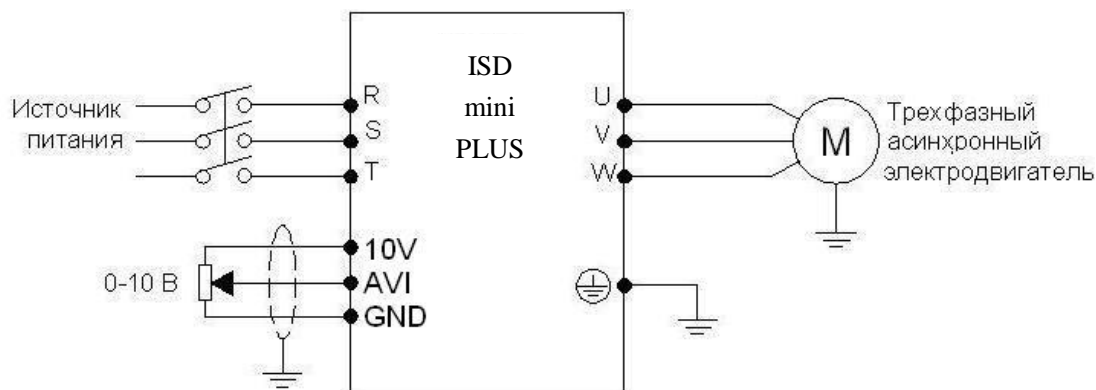 ISD
mini
PLUS
Источник
питания
R
S
T
U
V
W
M
Трехфазный
асинхронный
электродвигатель
0-10 В
10V
AVI
GND